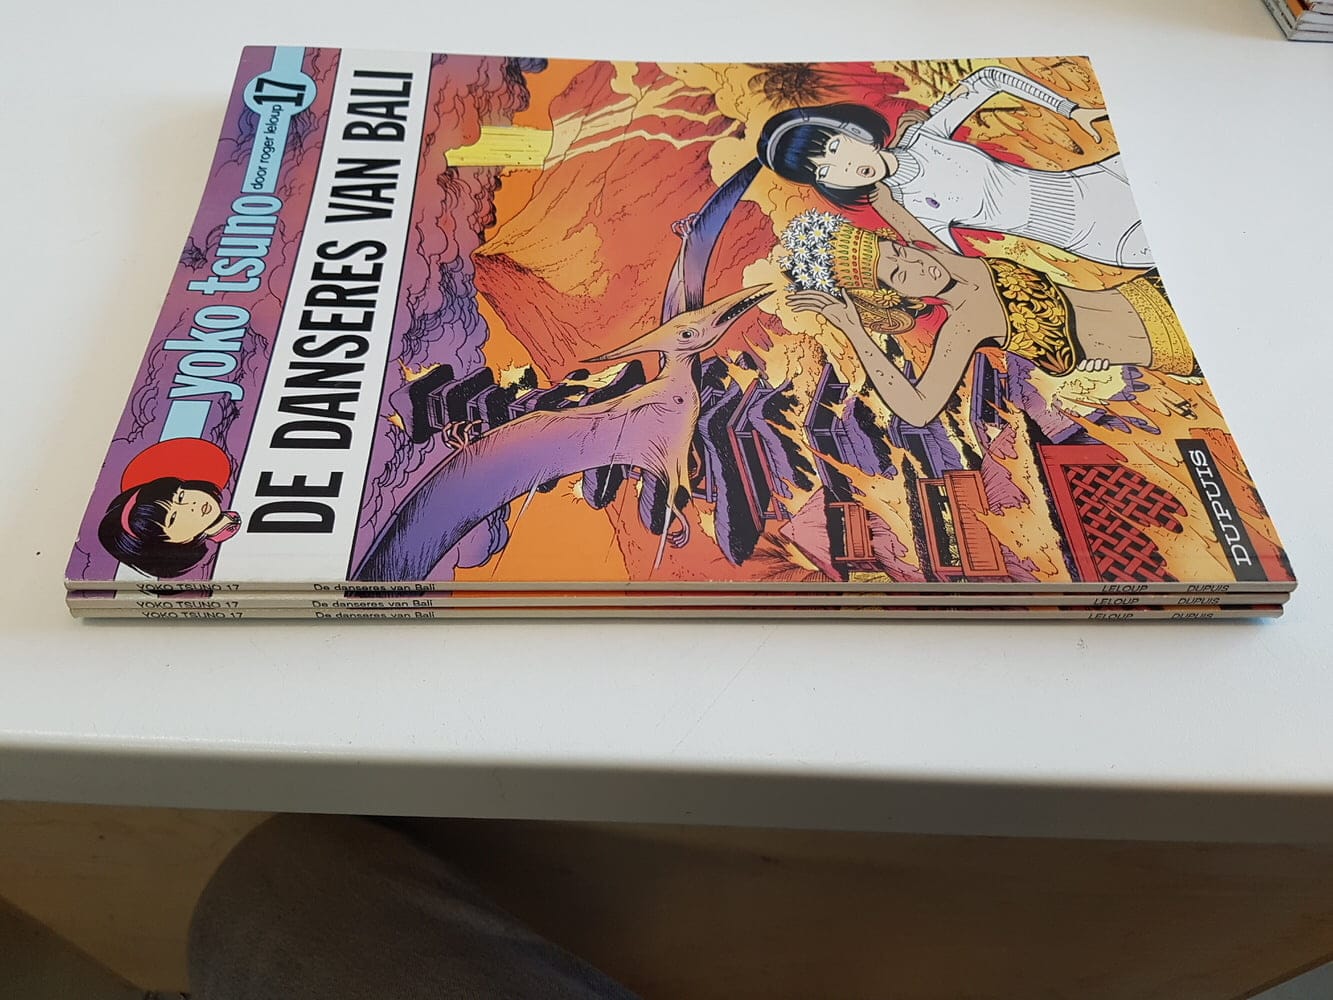 yoko tsuno door roger leloup 17
DE DANSERES VAN BALI
DUPUIS
YOKO TSUNO 17 De danseres van Bali LELOUP DUPUIS
YOKO TSUNO 17 De danseres van Bali LELOUP DUPUIS
YOKO TSUNO 17 De danseres van Bali LELOUP DUPUIS